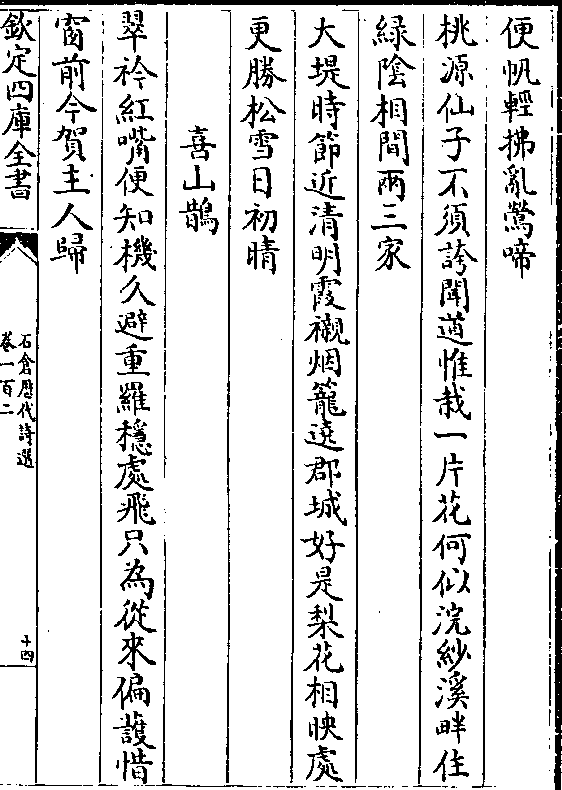 便帆輕拂亂鶯啼
桃源仙子不須誇聞道惟栽一片花何似浣紗溪畔住
緑陰相間兩三家
大堤時節近清明霞襯烟籠遶郡城好是梨花相映處
更勝松雪日初晴
喜山鵲
翠衿紅嘴便知機久避重羅穩處飛只為從來偏護惜
窗前今賀主人歸
欽定四庫全書
石倉歴代詩選
卷一百二
十四